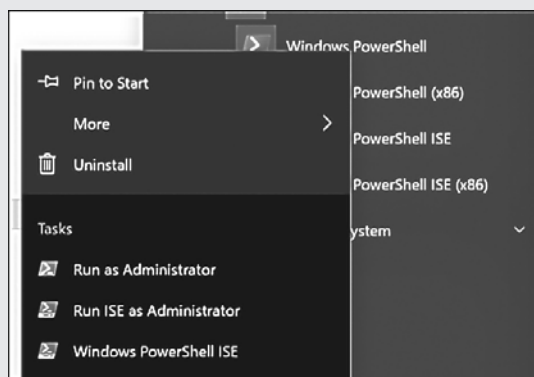 Windows PowerShell
Pin to Start
PowerShell (x86)
More
PowerShell ISE
Uninstall
PowerShell ISE (x86)
Tasks
ystem
Run as Administrator
Run ISE as Administrator
Windows PowerShell ISE